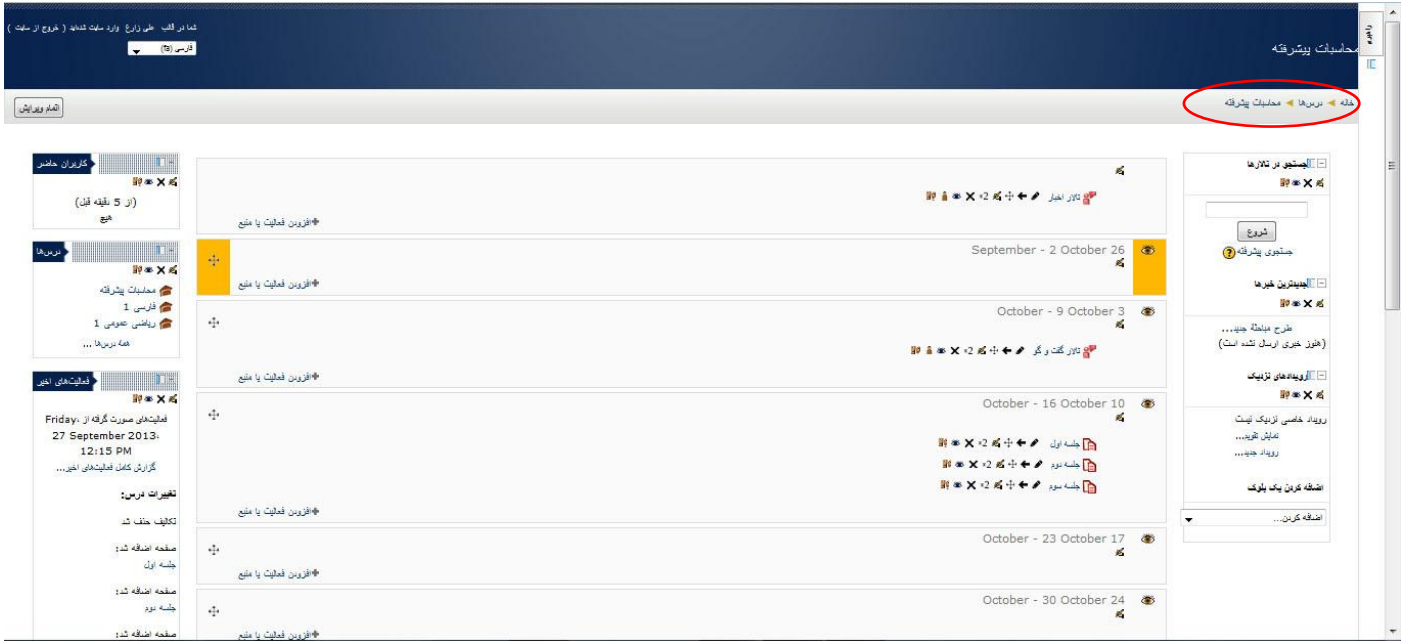 شما در قالب علی زارع وارد سایت شده‌اید ( خروج از سایت )
فارسی (fa)
محاسبات پیشرفته
خانه ◄ درس‌ها ◄ محاسبات پیشرفته
اتمام ویرایش
جستجو در تالارها
شروع
جستجوی پیشرفته
جدیدترین خبرها
طرح مباحثهٔ جدید...
(هنوز خبری ارسال نشده است)
رویدادهای نزدیک
رویداد خاصی نزدیک نیست
نمایش تقویم...
رویداد جدید...
اضافه کردن یک بلوک
اضافه کردن...
تالار اخبار
افزودن فعالیت یا منبع
September - 2 October 26
افزودن فعالیت یا منبع
October - 9 October 3
تالار گفت و گو
افزودن فعالیت یا منبع
October - 16 October 10
جلسه اول
جلسه دوم
جلسه سوم
افزودن فعالیت یا منبع
October - 23 October 17
افزودن فعالیت یا منبع
October - 30 October 24
افزودن فعالیت یا منبع
کاربران حاضر
(از 5 دقیقه قبل)
هیچ
درس‌ها
محاسبات پیشرفته
فارسی 1
ریاضی عمومی 1
همهٔ درس‌ها ...
فعالیت‌های اخیر
فعالیت‌های صورت گرفته از Friday،
27 September 2013،
12:15 PM
گزارش کامل فعالیت‌های اخیر...
تغییرات درس:
تکالیف حذف شد
صفحه اضافه شد:
جلسه اول
صفحه اضافه شد:
جلسه دوم
صفحه اضافه شد: